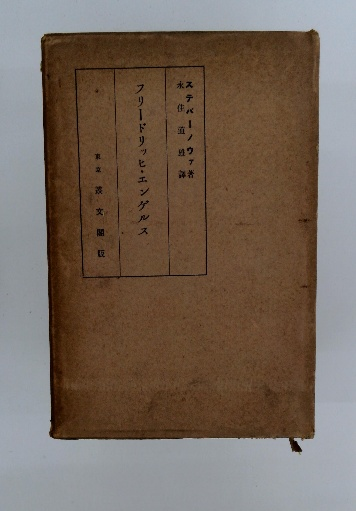 ステパーノワァ著
永住道雄譯
フリードリッヒ・エンゲルス
東京 叢文閣版